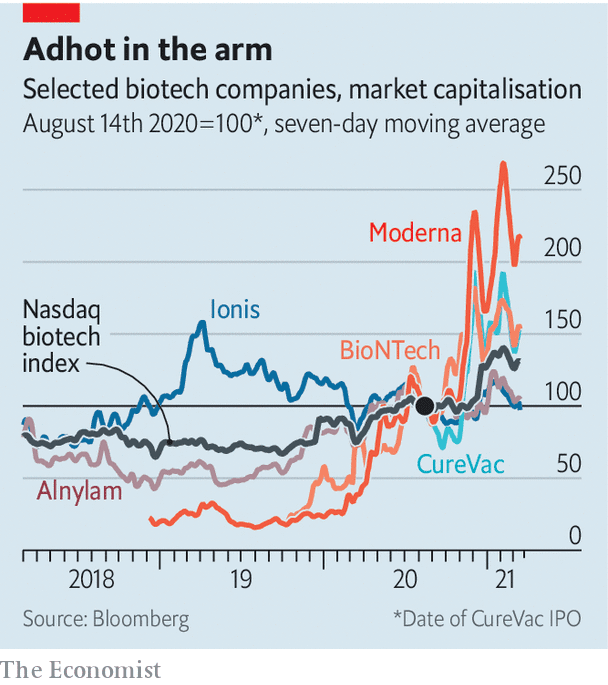 Adhot in the arm
Selected biotech companies, market capitalisation
August 14th 2020=100*, seven-day moving average
250
Moderna
200
Nasdaq
biotech
index
Ionis
150
BioNTech
100
CureVac
Alnylam
50
0
2018
19
20
21
Source: Bloomberg
*Date of CureVac IPO
The Economist